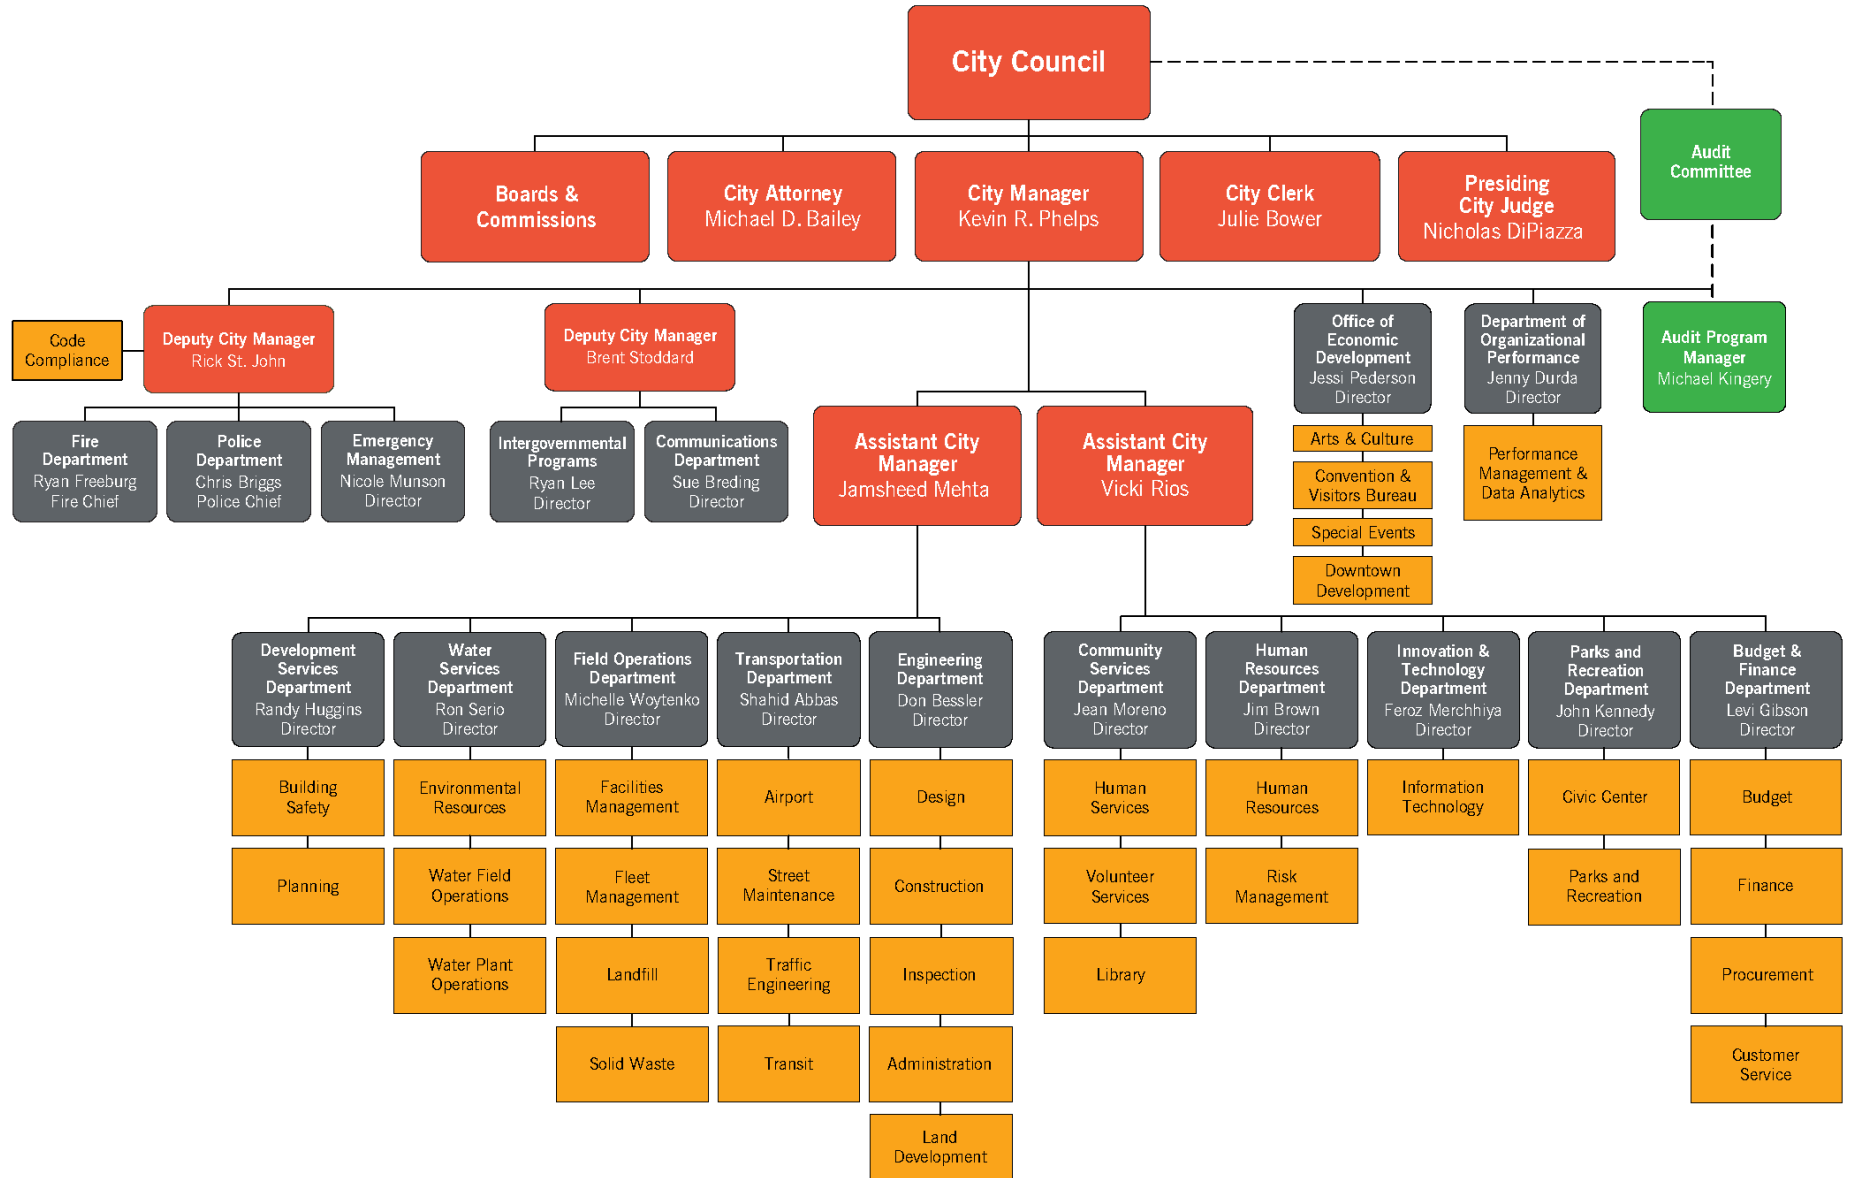 City Council
Audit
Committee
Boards &
Commissions
City Attorney
Michael D. Bailey
City Manager
Kevin R. Phelps
City Clerk
Julie Bower
Presiding
City Judge
Nicholas DiPiazza
Code
Compliance
Deputy City Manager
Rick St. John
Deputy City Manager
Brent Stoddard
Office of
Economic
Development
Jessi Pederson
Director
Department of
Organizational
Performance
Jenny Durda
Director
Audit Program
Manager
Michael Kingery
Fire
Department
Ryan Freeburg
Fire Chief
Police
Department
Chris Briggs
Police Chief
Emergency
Management
Nicole Munson
Director
Intergovernmental
Programs
Ryan Lee
Director
Communications
Department
Sue Breding
Director
Assistant City
Manager
Jamsheed Mehta
Assistant City
Manager
Vicki Rios
Arts & Culture
Convention &
Visitors Bureau
Special Events
Downtown
Development
Performance
Management &
Data Analytics
Development
Services
Department
Randy Huggins
Director
Water
Services
Department
Ron Serio
Director
Field Operations
Department
Michelle Woytenko
Director
Transportation
Department
Shahid Abbas
Director
Engineering
Department
Don Bessler
Director
Community
Services
Department
Jean Moreno
Director
Human
Resources
Department
Jim Brown
Director
Innovation &
Technology
Department
Feroz Merchhiya
Director
Parks and
Recreation
Department
John Kennedy
Director
Budget &
Finance
Department
Levi Gibson
Director
Building
Safety
Environmental
Resources
Facilities
Management
Airport
Design
Human
Services
Human
Resources
Information
Technology
Civic Center
Budget
Planning
Water Field
Operations
Fleet
Management
Street
Maintenance
Construction
Volunteer
Services
Risk
Management
Parks and
Recreation
Finance
Water Plant
Operations
Landfill
Traffic
Engineering
Inspection
Library
Procurement
Solid Waste
Transit
Administration
Customer
Service
Land
Development